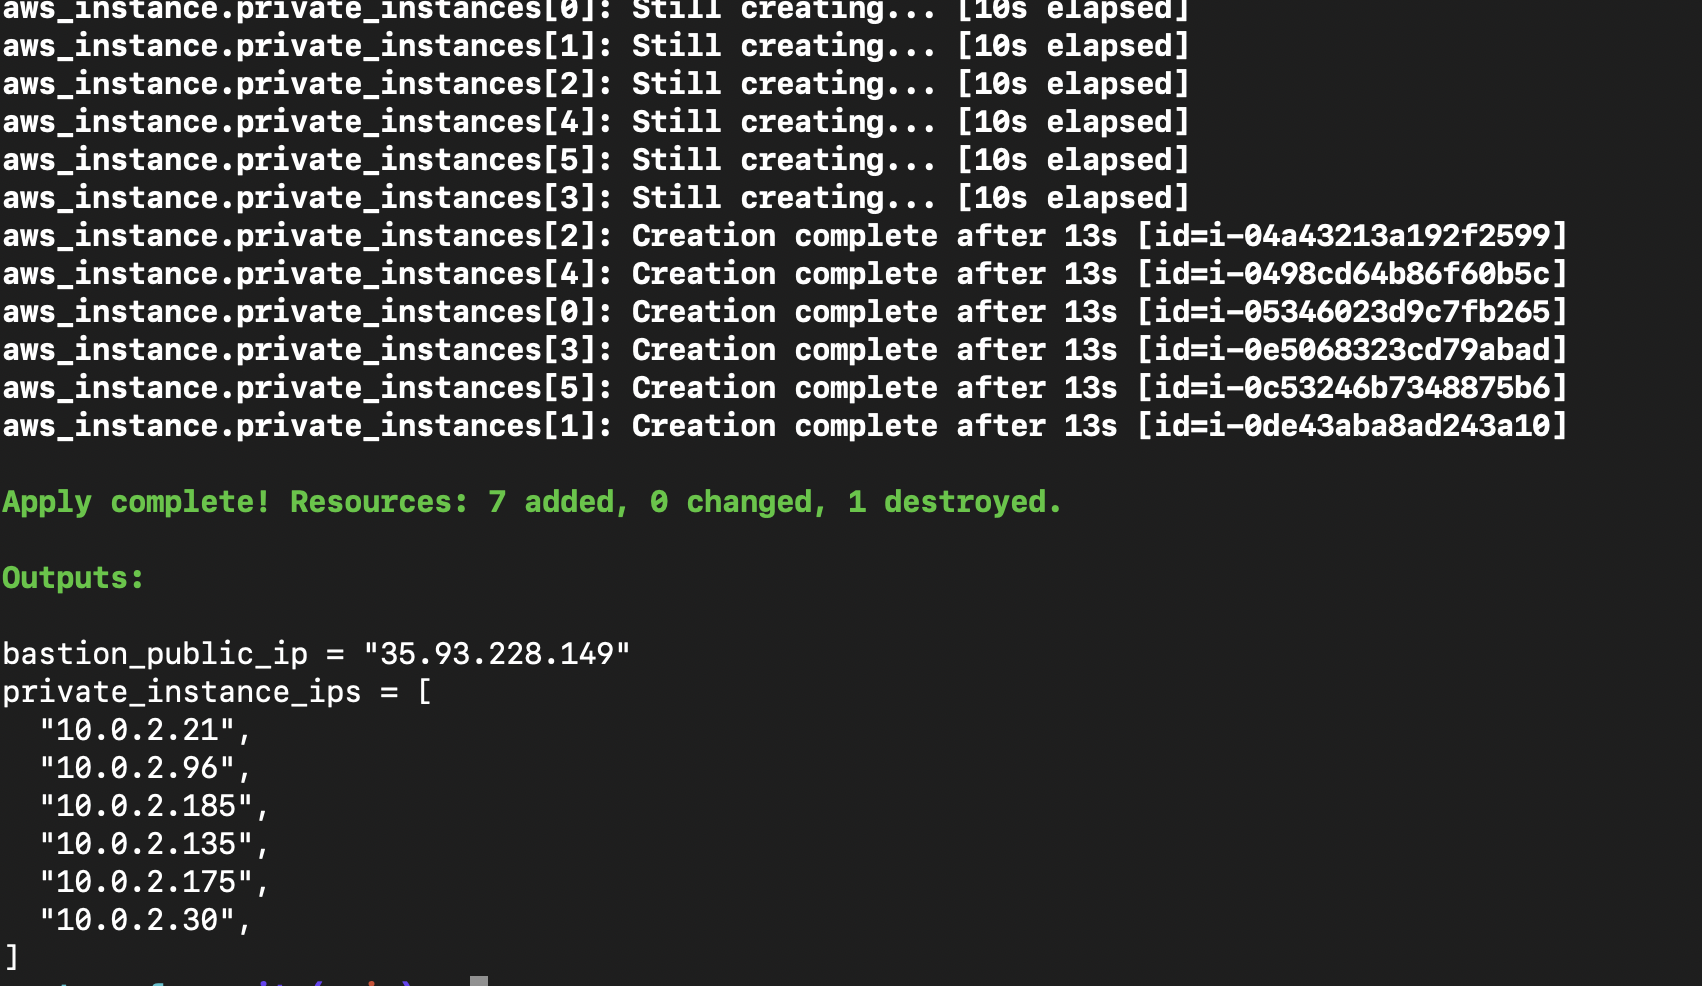 aws_instance.private_instances[0]: Still creating... [10s elapsed]
aws_instance.private_instances[1]: Still creating... [10s elapsed]
aws_instance.private_instances[2]: Still creating... [10s elapsed]
aws_instance.private_instances[4]: Still creating... [10s elapsed]
aws_instance.private_instances[5]: Still creating... [10s elapsed]
aws_instance.private_instances[3]: Still creating... [10s elapsed]
aws_instance.private_instances[2]: Creation complete after 13s [id=i-04a43213a192f2599]
aws_instance.private_instances[4]: Creation complete after 13s [id=i-0498cd64b86f60b5c]
aws_instance.private_instances[0]: Creation complete after 13s [id=i-05346023d9c7fb265]
aws_instance.private_instances[3]: Creation complete after 13s [id=i-0e5068323cd79abad]
aws_instance.private_instances[5]: Creation complete after 13s [id=i-0c53246b7348875b6]
aws_instance.private_instances[1]: Creation complete after 13s [id=i-0de43aba8ad243a10]
Apply complete! Resources: 7 added, 0 changed, 1 destroyed.
Outputs:
bastion_public_ip = "35.93.228.149"
private_instance_ips = [
  "10.0.2.21",
  "10.0.2.96",
  "10.0.2.185",
  "10.0.2.135",
  "10.0.2.175",
  "10.0.2.30",
]